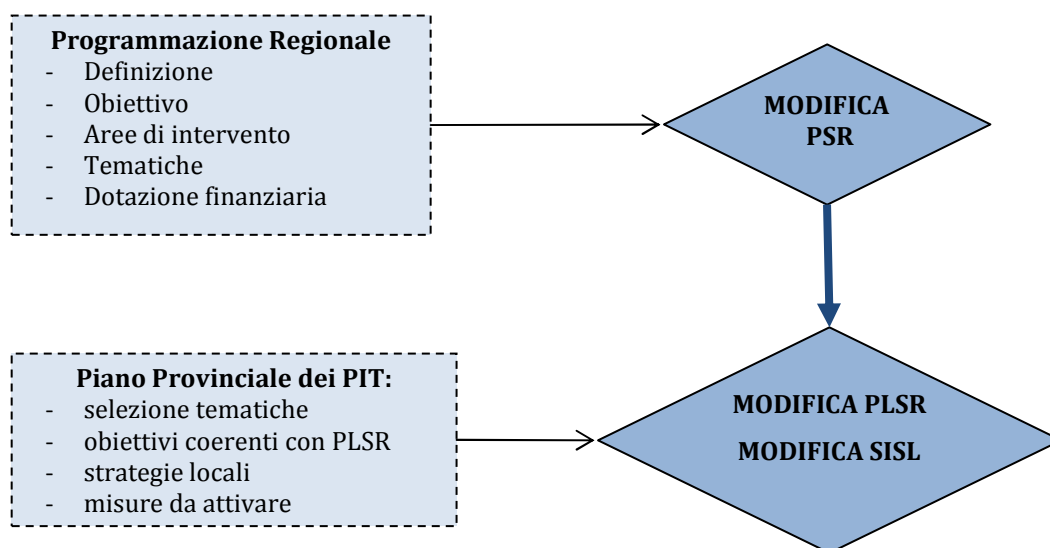 Programmazione Regionale
- Definizione
- Obiettivo
- Aree di intervento
- Tematiche
- Dotazione finanziaria
MODIFICA
PSR
Piano Provinciale dei PIT:
- selezione tematiche
- obiettivi coerenti con PLSR
- strategie locali
- misure da attivare
MODIFICA PLSR
MODIFICA SISL